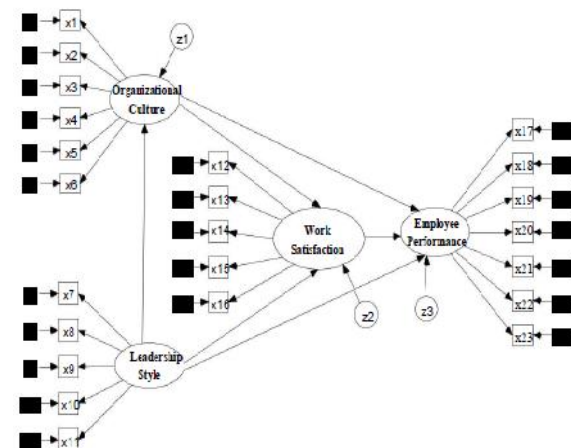 z1
x1
x2
x3
x4
x5
x6
Organizational
Culture
x12
x13
x14
x15
x16
Work
Satisfaction
z2
x17
x18
x19
x20
x21
x22
x23
Employee
Performance
z3
x7
x8
x9
x10
x11
Leadership
Style